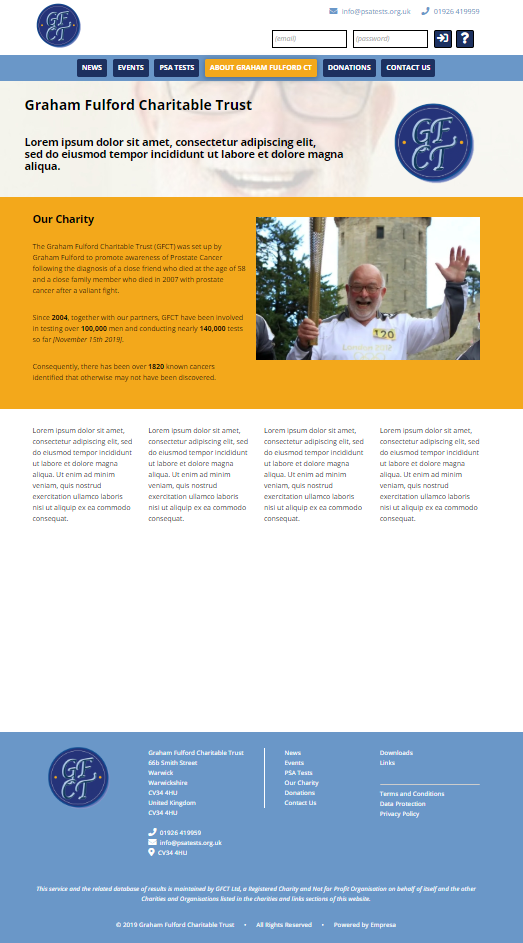 GF
CT
info@psatests.org.uk 01926 419959
(email) (password) ?
NEWS EVENTS PSA TESTS ABOUT GRAHAM FULFORD CT DONATIONS CONTACT US
Graham Fulford Charitable Trust
Lorem ipsum dolor sit amet, consectetur adipiscing elit,
sed do eiusmod tempor incididunt ut labore et dolore magna
aliqua.
GF
CT
Our Charity
The Graham Fulford Charitable Trust (GFCT) was set up by
Graham Fulford to promote awareness of Prostate Cancer
following the diagnosis of a close friend who died at the age of 58
and a close family member who died in 2007 with prostate
cancer after a valiant fight.
Since 2004, together with our partners, GFCT have been involved
in testing over 100,000 men and conducting nearly 140,000 tests
so far [November 15th 2019].
Consequently, there has been over 1820 known cancers
identified that otherwise may not have been discovered.
120
Lorem ipsum dolor sit amet,
consectetur adipiscing elit, sed
do eiusmod tempor incididunt
ut labore et dolore magna
aliqua. Ut enim ad minim
veniam, quis nostrud
exercitation ullamco laboris
nisi ut aliquip ex ea commodo
consequat.
Lorem ipsum dolor sit amet,
consectetur adipiscing elit, sed
do eiusmod tempor incididunt
ut labore et dolore magna
aliqua. Ut enim ad minim
veniam, quis nostrud
exercitation ullamco laboris
nisi ut aliquip ex ea commodo
consequat.
Lorem ipsum dolor sit amet,
consectetur adipiscing elit, sed
do eiusmod tempor incididunt
ut labore et dolore magna
aliqua. Ut enim ad minim
veniam, quis nostrud
exercitation ullamco laboris
nisi ut aliquip ex ea commodo
consequat.
Lorem ipsum dolor sit amet,
consectetur adipiscing elit, sed
do eiusmod tempor incididunt
ut labore et dolore magna
aliqua. Ut enim ad minim
veniam, quis nostrud
exercitation ullamco laboris
nisi ut aliquip ex ea commodo
consequat.
GF
CT
Graham Fulford Charitable Trust
66b Smith Street
Warwick
Warwickshire
CV34 4HU
United Kingdom
CV34 4HU
01926 419959
info@psatests.org.uk
CV34 4HU
News
Events
PSA Tests
Our Charity
Donations
Contact Us
Downloads
Links
Terms and Conditions
Data Protection
Privacy Policy
This service and the related database of results is maintained by GFCT Ltd, a Registered Charity and Not for Profit Organisation on behalf of itself and the other
Charities and Organisations listed in the charities and links sections of this website.
© 2019 Graham Fulford Charitable Trust • All Rights Reserved • Powered by Empresa